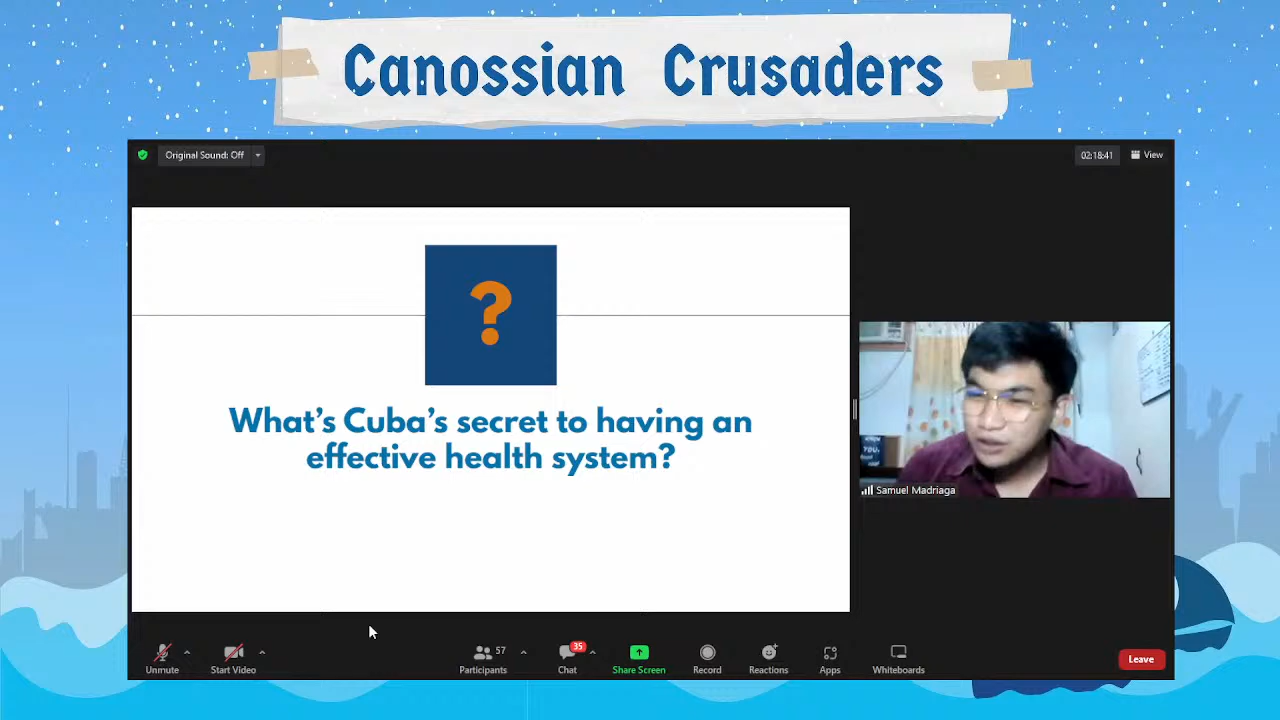 Canossian Crusaders
Original Sound: Off
02:18:41
View
?
What's Cuba's secret to having an
effective health system?
YOU,
Samuel Madriaga
Unmute
Start Video
57
Participants
35
Chat
Share Screen
Record
Reactions
Apps
Whiteboards
Leave